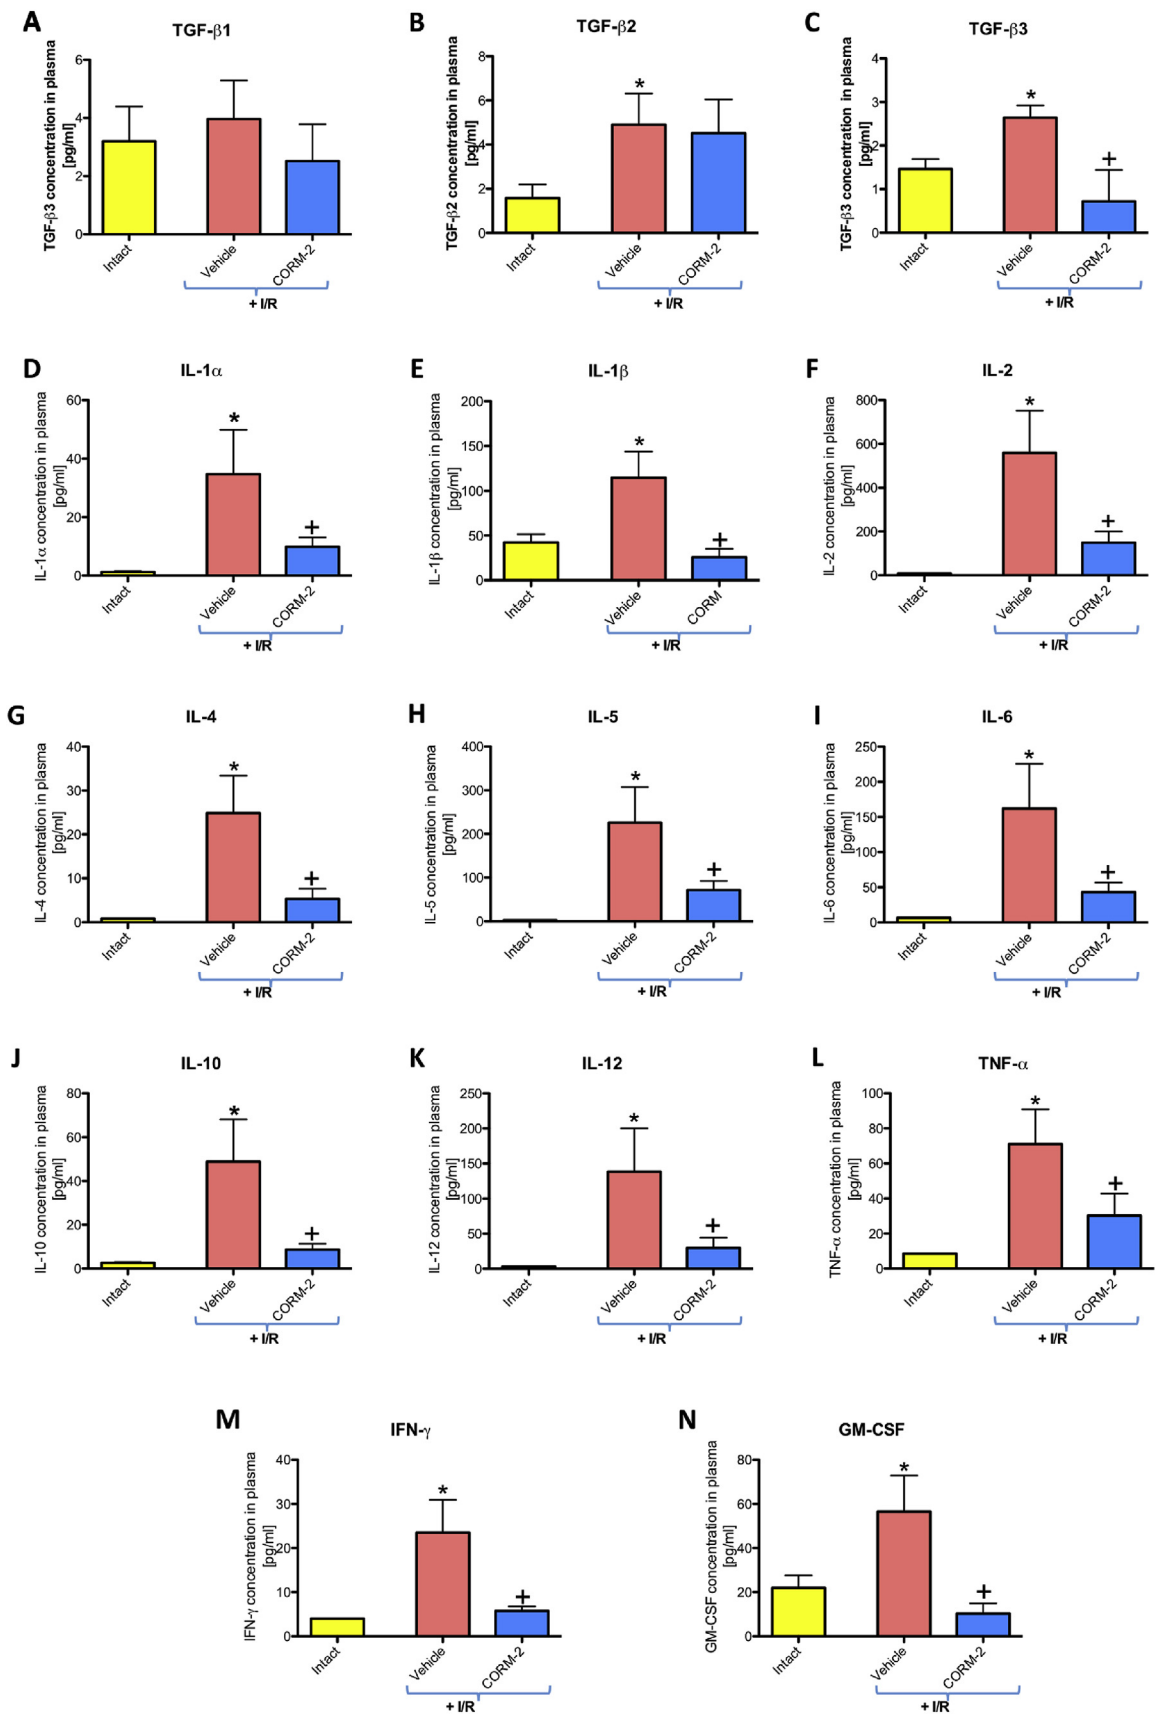 A
TGF-β1
TGF-β3 concentration in plasma
[pg/ml]
6
4
2
0
Intact
Vehicle
CORM-2
+ I/R
B
TGF-β2
TGF-β2 concentration in plasma
[pg/ml]
8
6
4
2
0
*
Intact
Vehicle
CORM-2
+ I/R
C
TGF-β3
TGF-β3 concentration in plasma
[pg/ml]
4
3
2
1
0
*
+
Intact
Vehicle
CORM-2
+ I/R
D
IL-1α
IL-1α concentration in plasma
[pg/ml]
60
40
20
0
*
+
Intact
Vehicle
CORM-2
+ I/R
E
IL-1β
IL-1β concentration in plasma
[pg/ml]
200
150
100
50
0
*
+
Intact
Vehicle
CORM
+ I/R
F
IL-2
IL-2 concentration in plasma
[pg/ml]
800
600
400
200
0
*
+
Intact
Vehicle
CORM-2
+ I/R
G
IL-4
IL-4 concentration in plasma
[pg/ml]
40
30
20
10
0
*
+
Intact
Vehicle
CORM-2
+ I/R
H
IL-5
IL-5 concentration in plasma
[pg/ml]
400
300
200
100
0
*
+
Intact
Vehicle
CORM-2
+ I/R
I
IL-6
IL-6 concentration in plasma
[pg/ml]
250
200
150
100
50
0
*
+
Intact
Vehicle
CORM-2
+ I/R
J
IL-10
IL-10 concentration in plasma
[pg/ml]
80
60
40
20
0
*
+
Intact
Vehicle
CORM-2
+ I/R
K
IL-12
IL-12 concentration in plasma
[pg/ml]
250
200
150
100
50
0
*
+
Intact
Vehicle
CORM-2
+ I/R
L
TNF-α
TNF-α concentration in plasma
[pg/ml]
100
80
60
40
20
0
*
+
Intact
Vehicle
CORM-2
+ I/R
M
IFN-γ
IFN-γ concentration in plasma
[pg/ml]
40
30
20
10
0
*
+
Intact
Vehicle
CORM-2
+ I/R
N
GM-CSF
GM-CSF concentration in plasma
[pg/ml]
80
60
40
20
0
*
+
Intact
Vehicle
CORM-2
+ I/R